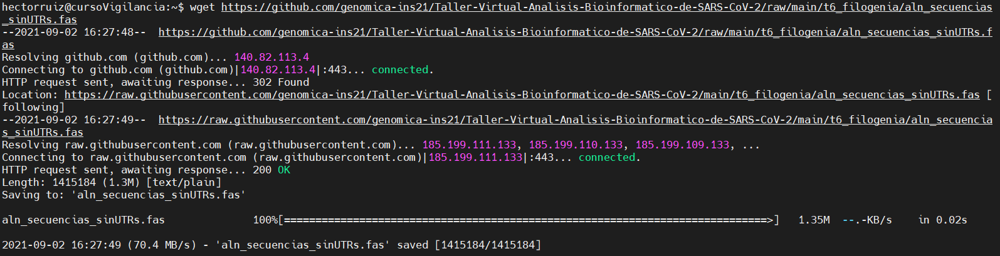 hectorruiz@cursoVigilancia:~$ wget https://github.com/genomica-ins21/Taller-Virtual-Analisis-Bioinformatico-de-SARS-CoV-2/raw/main/t6_filogenia/aln_secuencias
_sinUTRs.fas
--2021-09-02 16:27:48--  https://github.com/genomica-ins21/Taller-Virtual-Analisis-Bioinformatico-de-SARS-CoV-2/raw/main/t6_filogenia/aln_secuencias_sinUTRs.f
as
Resolving github.com (github.com)... 140.82.113.4
Connecting to github.com (github.com)|140.82.113.4|:443... connected.
HTTP request sent, awaiting response... 302 Found
Location: https://raw.githubusercontent.com/genomica-ins21/Taller-Virtual-Analisis-Bioinformatico-de-SARS-CoV-2/main/t6_filogenia/aln_secuencias_sinUTRs.fas [
following]
--2021-09-02 16:27:49--  https://raw.githubusercontent.com/genomica-ins21/Taller-Virtual-Analisis-Bioinformatico-de-SARS-CoV-2/main/t6_filogenia/aln_secuencia
s_sinUTRs.fas
Resolving raw.githubusercontent.com (raw.githubusercontent.com)... 185.199.111.133, 185.199.110.133, 185.199.109.133, ...
Connecting to raw.githubusercontent.com (raw.githubusercontent.com)|185.199.111.133|:443... connected.
HTTP request sent, awaiting response... 200 OK
Length: 1415184 (1.3M) [text/plain]
Saving to: 'aln_secuencias_sinUTRs.fas'
aln_secuencias_sinUTRs.fas 100%[=============================================================================>] 1.35M --.-KB/s in 0.02s
2021-09-02 16:27:49 (70.4 MB/s) - 'aln_secuencias_sinUTRs.fas' saved [1415184/1415184]